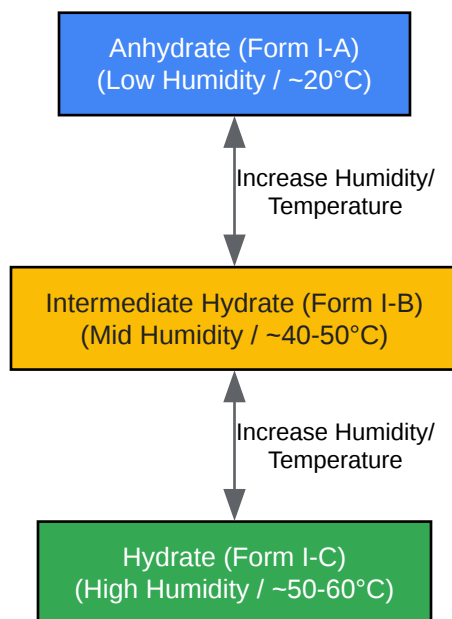 Anhydrate (Form I-A)
(Low Humidity / ~20°C)
Increase Humidity/
Temperature
Intermediate Hydrate (Form I-B)
(Mid Humidity / ~40-50°C)
Increase Humidity/
Temperature
Hydrate (Form I-C)
(High Humidity / ~50-60°C)